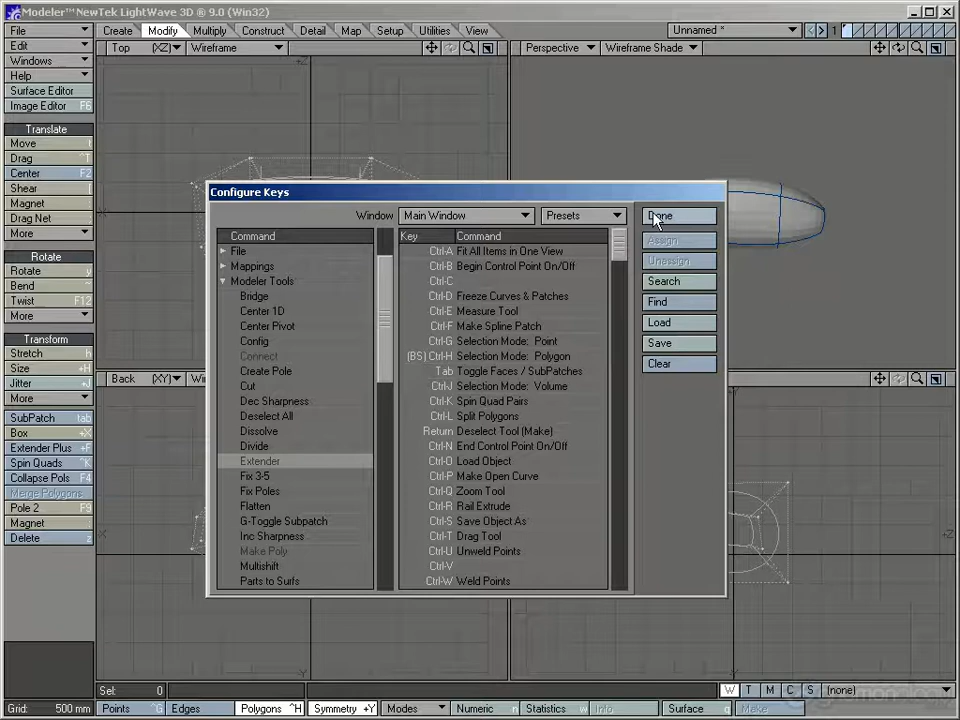 Modeler™NewTek LightWave 3D ® 9.0 (Win32)
File Create Modify Multiply Construct Detail Map Setup Utilities View Unnamed * 1
Edit Top (XZ) Wireframe Perspective Wireframe Shade
Windows
Help
Surface Editor
Image Editor F6
Translate
Move t
Drag ^T
Center F2
Shear [
Magnet :
Drag Net ;
More
Rotate
Rotate y
Bend ~
Twist F12
More
Transform
Stretch h
Size +H
Jitter +J
More
SubPatch tab
Box +X
Extender Plus +F
Spin Quads ^K
Collapse Pols F4
Merge Polygons
Pole 2 F9
Magnet
Delete z
Back (XY)
Configure Keys
Window Main Window Presets
Command
File
Mappings
Modeler Tools
Bridge
Center 1D
Center Pivot
Config
Connect
Create Pole
Cut
Dec Sharpness
Deselect All
Dissolve
Divide
Extender
Fix 3-5
Fix Poles
Flatten
G-Toggle Subpatch
Inc Sharpness
Make Poly
Multishift
Parts to Surfs
Key Command
Ctrl-A Fit All Items in One View
Ctrl-B Begin Control Point On/Off
Ctrl-C
Ctrl-D Freeze Curves & Patches
Ctrl-E Measure Tool
Ctrl-F Make Spline Patch
Ctrl-G Selection Mode: Point
(BS) Ctrl-H Selection Mode: Polygon
Tab Toggle Faces / SubPatches
Ctrl-J Selection Mode: Volume
Ctrl-K Spin Quad Pairs
Ctrl-L Split Polygons
Return Deselect Tool (Make)
Ctrl-N End Control Point On/Off
Ctrl-O Load Object
Ctrl-P Make Open Curve
Ctrl-Q Zoom Tool
Ctrl-R Rail Extrude
Ctrl-S Save Object As
Ctrl-T Drag Tool
Ctrl-U Unweld Points
Ctrl-V
Ctrl-W Weld Points
Done
Assign
Unassign
Search
Find
Load
Save
Clear
Sel: 0 W T M C S (none)
Grid: 500 mm Points ^G Edges Polygons ^H Symmetry +Y Modes Numeric n Statistics w Info i Surface q Make